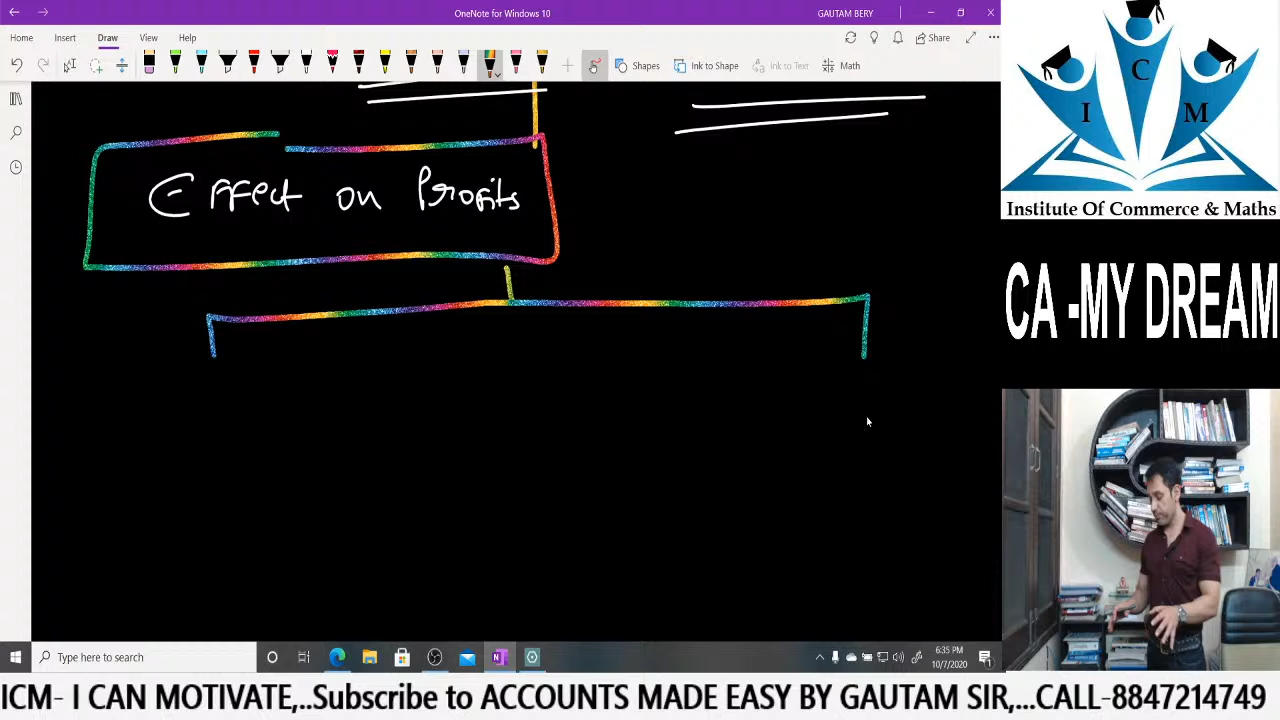 OneNote for Windows 10
GAUTAM BERY
Home Insert Draw View Help
Share
Shapes Ink to Shape Ink to Text Math
Effect on Profits
I C M
Institute Of Commerce & Maths
CA -MY DREAM
Type here to search
6:35 PM
10/7/2020
ICM- I CAN MOTIVATE,..Subscribe to ACCOUNTS MADE EASY BY GAUTAM SIR,...CALL-8847214749